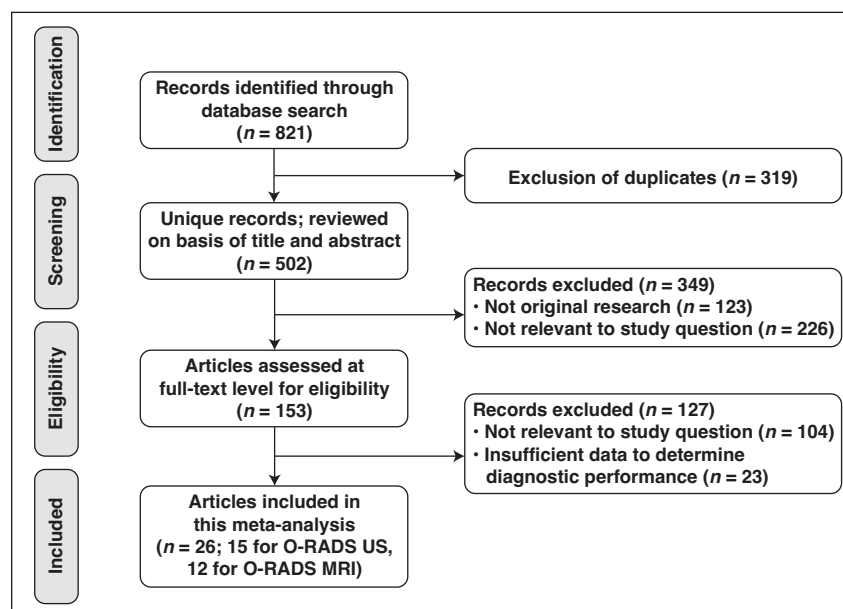 Identification
Records identified through
database search
(n = 821)
Exclusion of duplicates (n = 319)
Screening
Unique records; reviewed
on basis of title and abstract
(n = 502)
Records excluded (n = 349)
· Not original research (n = 123)
· Not relevant to study question (n = 226)
Eligibility
Articles assessed at
full-text level for eligibility
(n = 153)
Records excluded (n = 127)
· Not relevant to study question (n = 104)
· Insufficient data to determine
diagnostic performance (n = 23)
Included
Articles included in
this meta-analysis
(n = 26; 15 for O-RADS US,
12 for O-RADS MRI)